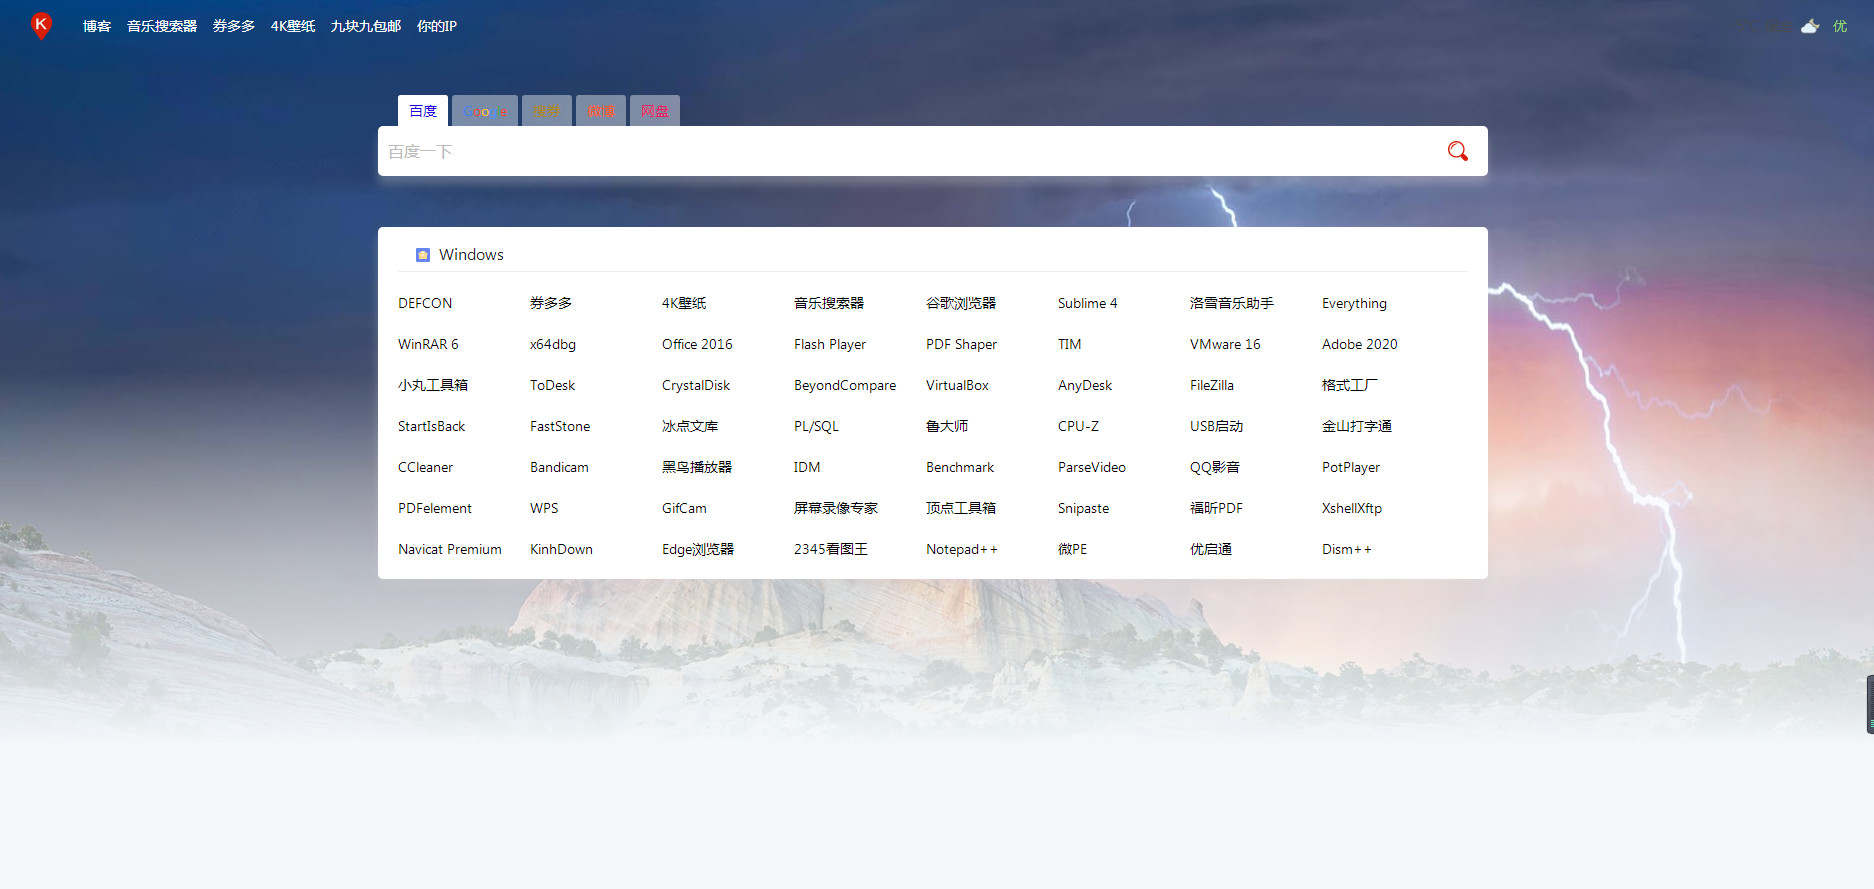 K 博客 音乐搜索器 券多多 4K壁纸 九块九包邮 你的IP 优
百度 Google 搜狗 微博 网盘
百度一下
Windows
DEFCON 券多多 4K壁纸 音乐搜索器 谷歌浏览器 Sublime 4 洛雪音乐助手 Everything
WinRAR 6 x64dbg Office 2016 Flash Player PDF Shaper TIM VMware 16 Adobe 2020
小丸工具箱 ToDesk CrystalDisk BeyondCompare VirtualBox AnyDesk FileZilla 格式工厂
StartIsBack FastStone 冰点文库 PL/SQL 鲁大师 CPU-Z USB启动 金山打字通
CCleaner Bandicam 黑鸟播放器 IDM Benchmark ParseVideo QQ影音 PotPlayer
PDFelement WPS GifCam 屏幕录像专家 顶点工具箱 Snipaste 福昕PDF XshellXftp
Navicat Premium KinhDown Edge浏览器 2345看图王 Notepad++ 微PE 优启通 Dism++